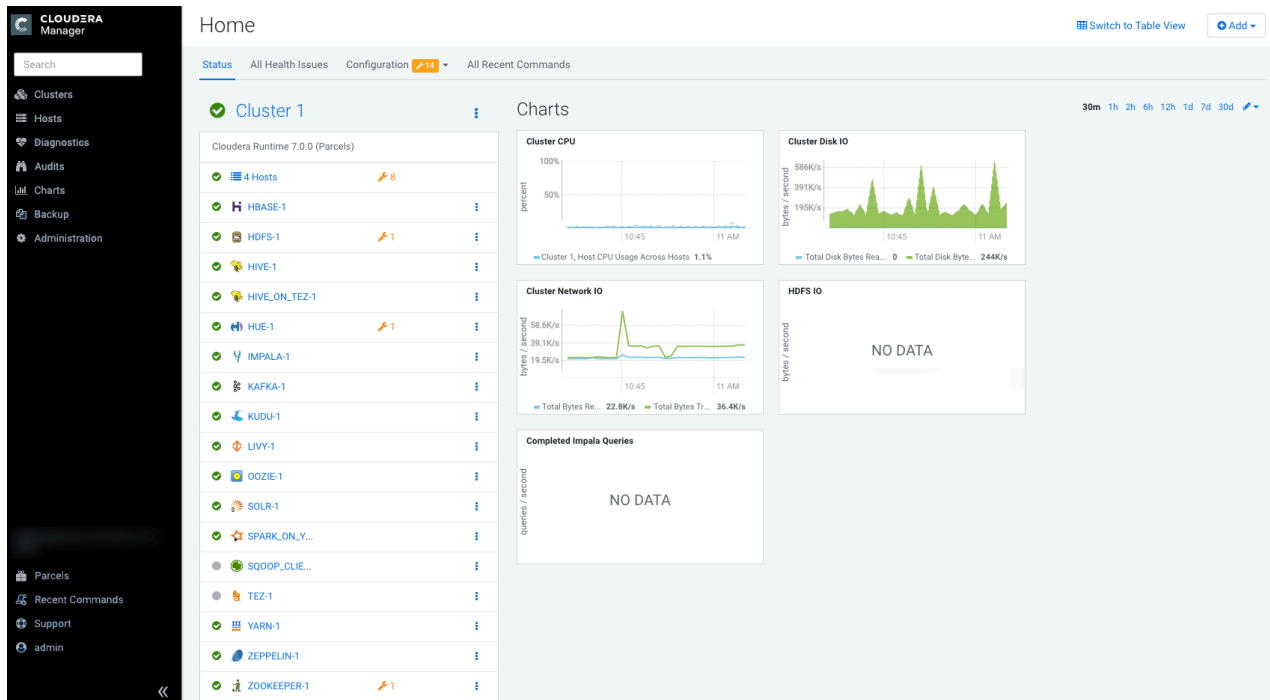 CLOUDERA
Manager
Search
Clusters
Hosts
Diagnostics
Audits
Charts
Backup
Administration
Parcels
Recent Commands
Support
admin
Home
Switch to Table View
Add
Status
All Health Issues
Configuration 14
All Recent Commands
Cluster 1
Cloudera Runtime 7.0.0 (Parcels)
4 Hosts 8
HBASE-1
HDFS-1 1
HIVE-1
HIVE_ON_TEZ-1
HUE-1 1
IMPALA-1
KAFKA-1
KUDU-1
LIVY-1
OOZIE-1
SOLR-1
SPARK_ON_Y...
SQOOP_CLIE...
TEZ-1
YARN-1
ZEPPELIN-1
ZOOKEEPER-1 1
Charts
30m 1h 2h 6h 12h 1d 7d 30d
Cluster CPU
percent
100%
50%
10:45 11 AM
Cluster 1, Host CPU Usage Across Hosts 1.1%
Cluster Disk IO
bytes / second
586K/s
391K/s
195K/s
10:45 11 AM
Total Disk Bytes Rea... 0 Total Disk Byte... 244K/s
Cluster Network IO
bytes / second
58.6K/s
39.1K/s
19.5K/s
10:45 11 AM
Total Bytes Re... 22.8K/s Total Bytes Tr... 36.4K/s
HDFS IO
bytes / second
NO DATA
Completed Impala Queries
queries / second
NO DATA